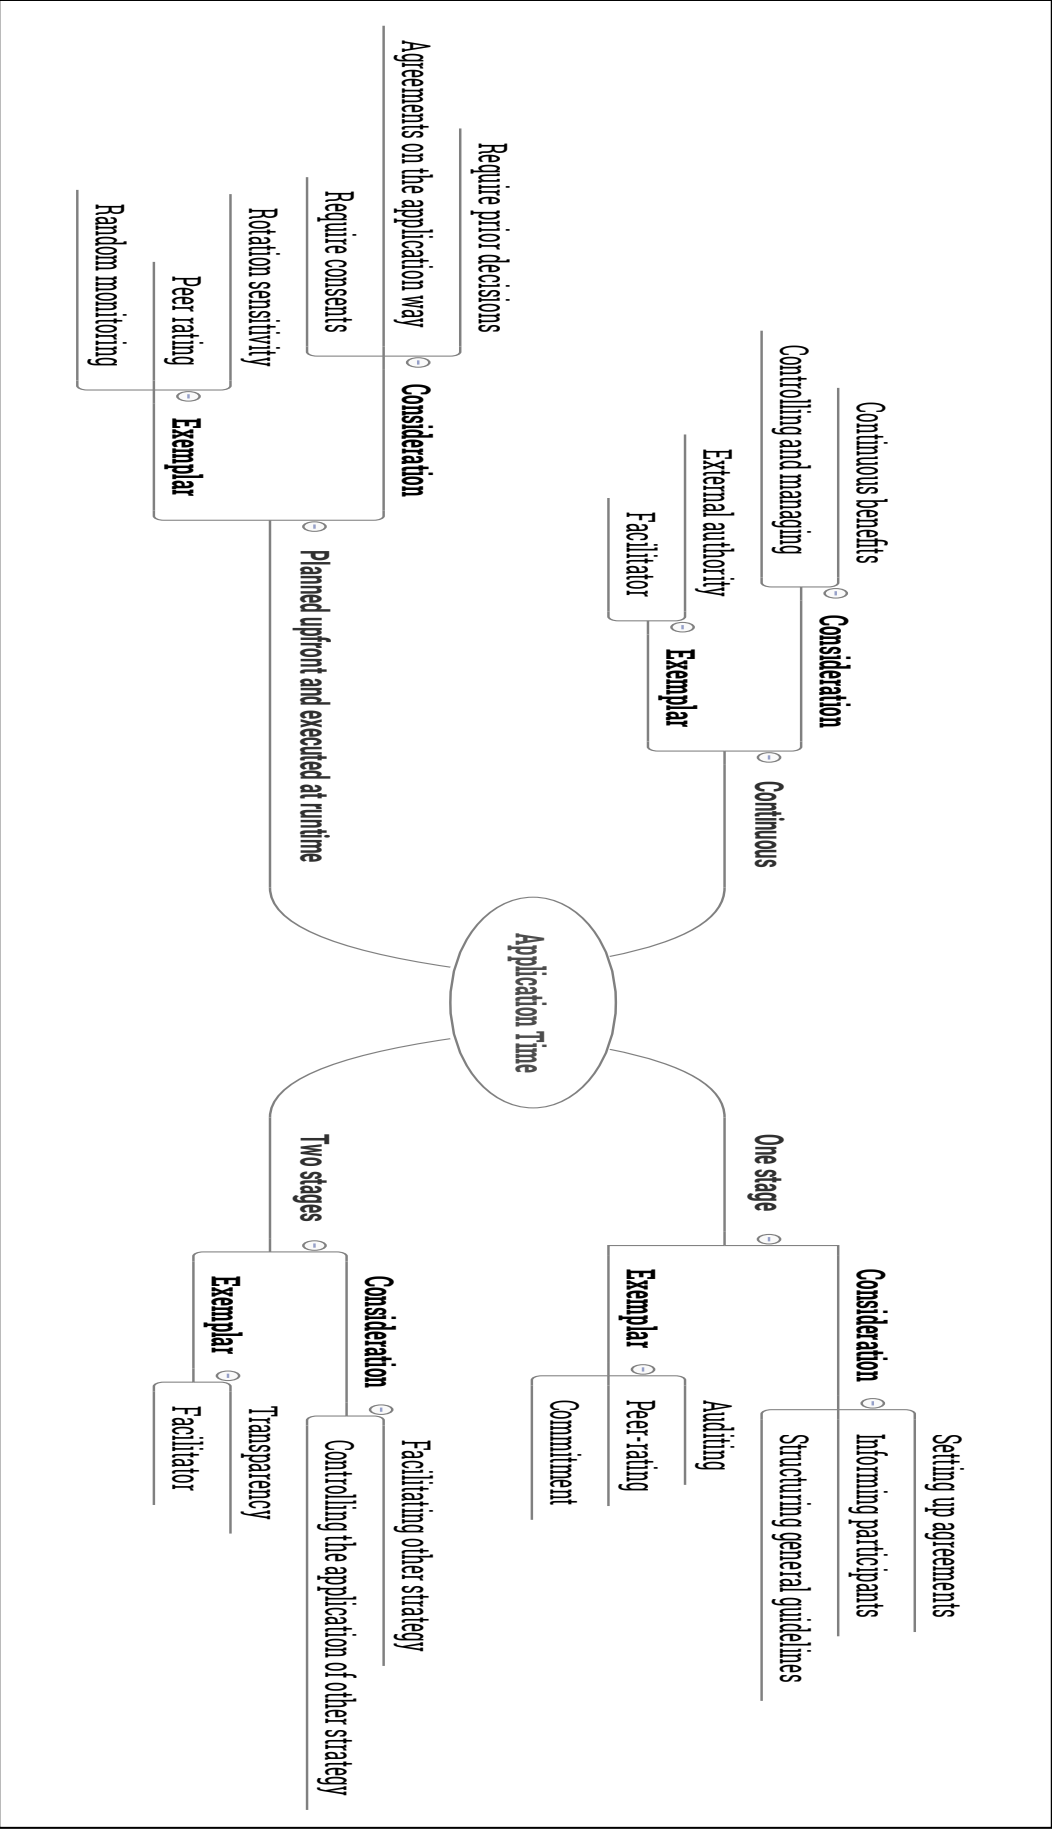 Application Time
One stage
Consideration
Setting up agreements
Informing participants
Structuring general guidelines
Exemplar
Auditing
Peer-rating
Commitment
Two stages
Consideration
Facilitating other strategy
Controlling the application of other strategy
Exemplar
Transparency
Facilitator
Continuous
Consideration
Continuous benefits
Controlling and managing
Exemplar
External authority
Facilitator
Planned upfront and executed at runtime
Consideration
Require prior decisions
Agreements on the application way
Require consents
Exemplar
Rotation sensitivity
Peer rating
Random monitoring